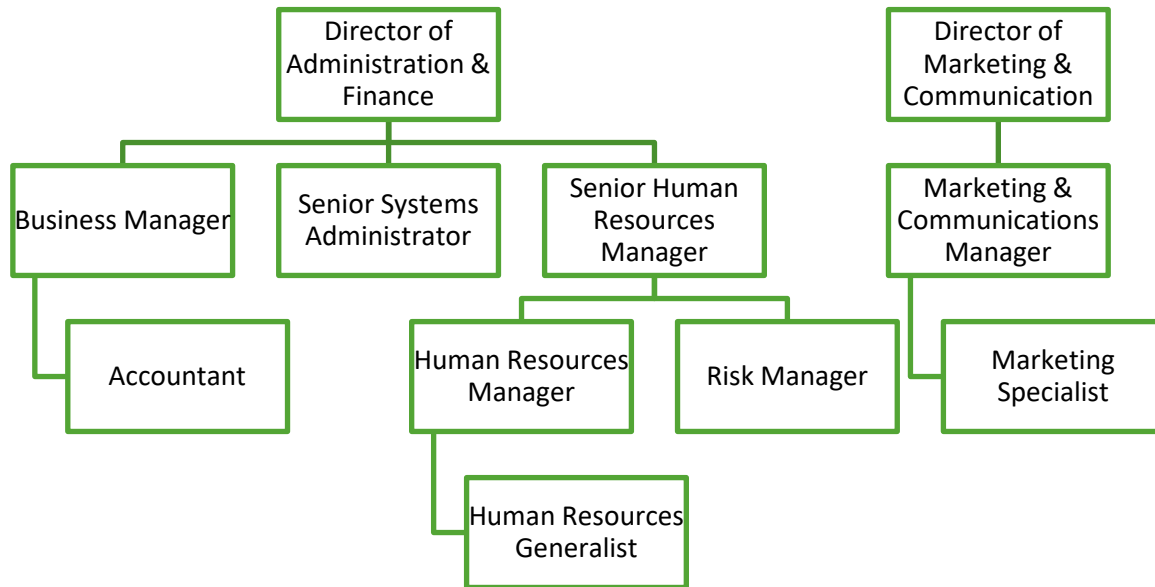 Director of
Administration &
Finance
Director of
Marketing &
Communication
Business Manager
Senior Systems
Administrator
Senior Human
Resources
Manager
Marketing &
Communications
Manager
Accountant
Human Resources
Manager
Risk Manager
Marketing
Specialist
Human Resources
Generalist